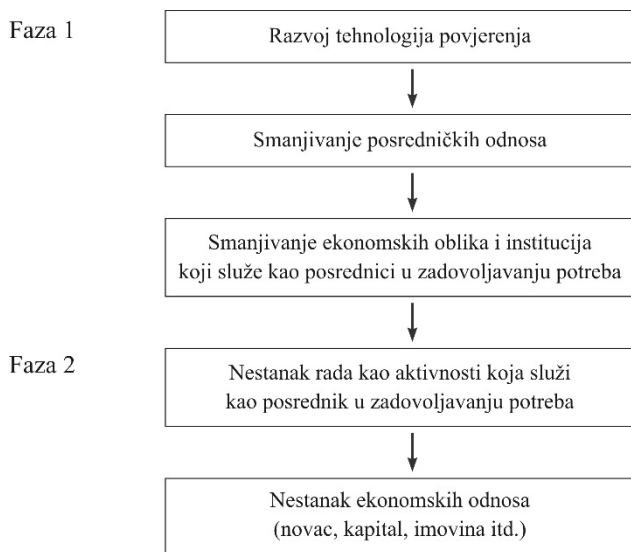 Faza 1
Razvoj tehnologija povjerenja
Smanjivanje posredničkih odnosa
Smanjivanje ekonomskih oblika i institucija
koji služe kao posrednici u zadovoljavanju potreba
Faza 2
Nestanak rada kao aktivnosti koja služi
kao posrednik u zadovoljavanju potreba
Nestanak ekonomskih odnosa
(novac, kapital, imovina itd.)